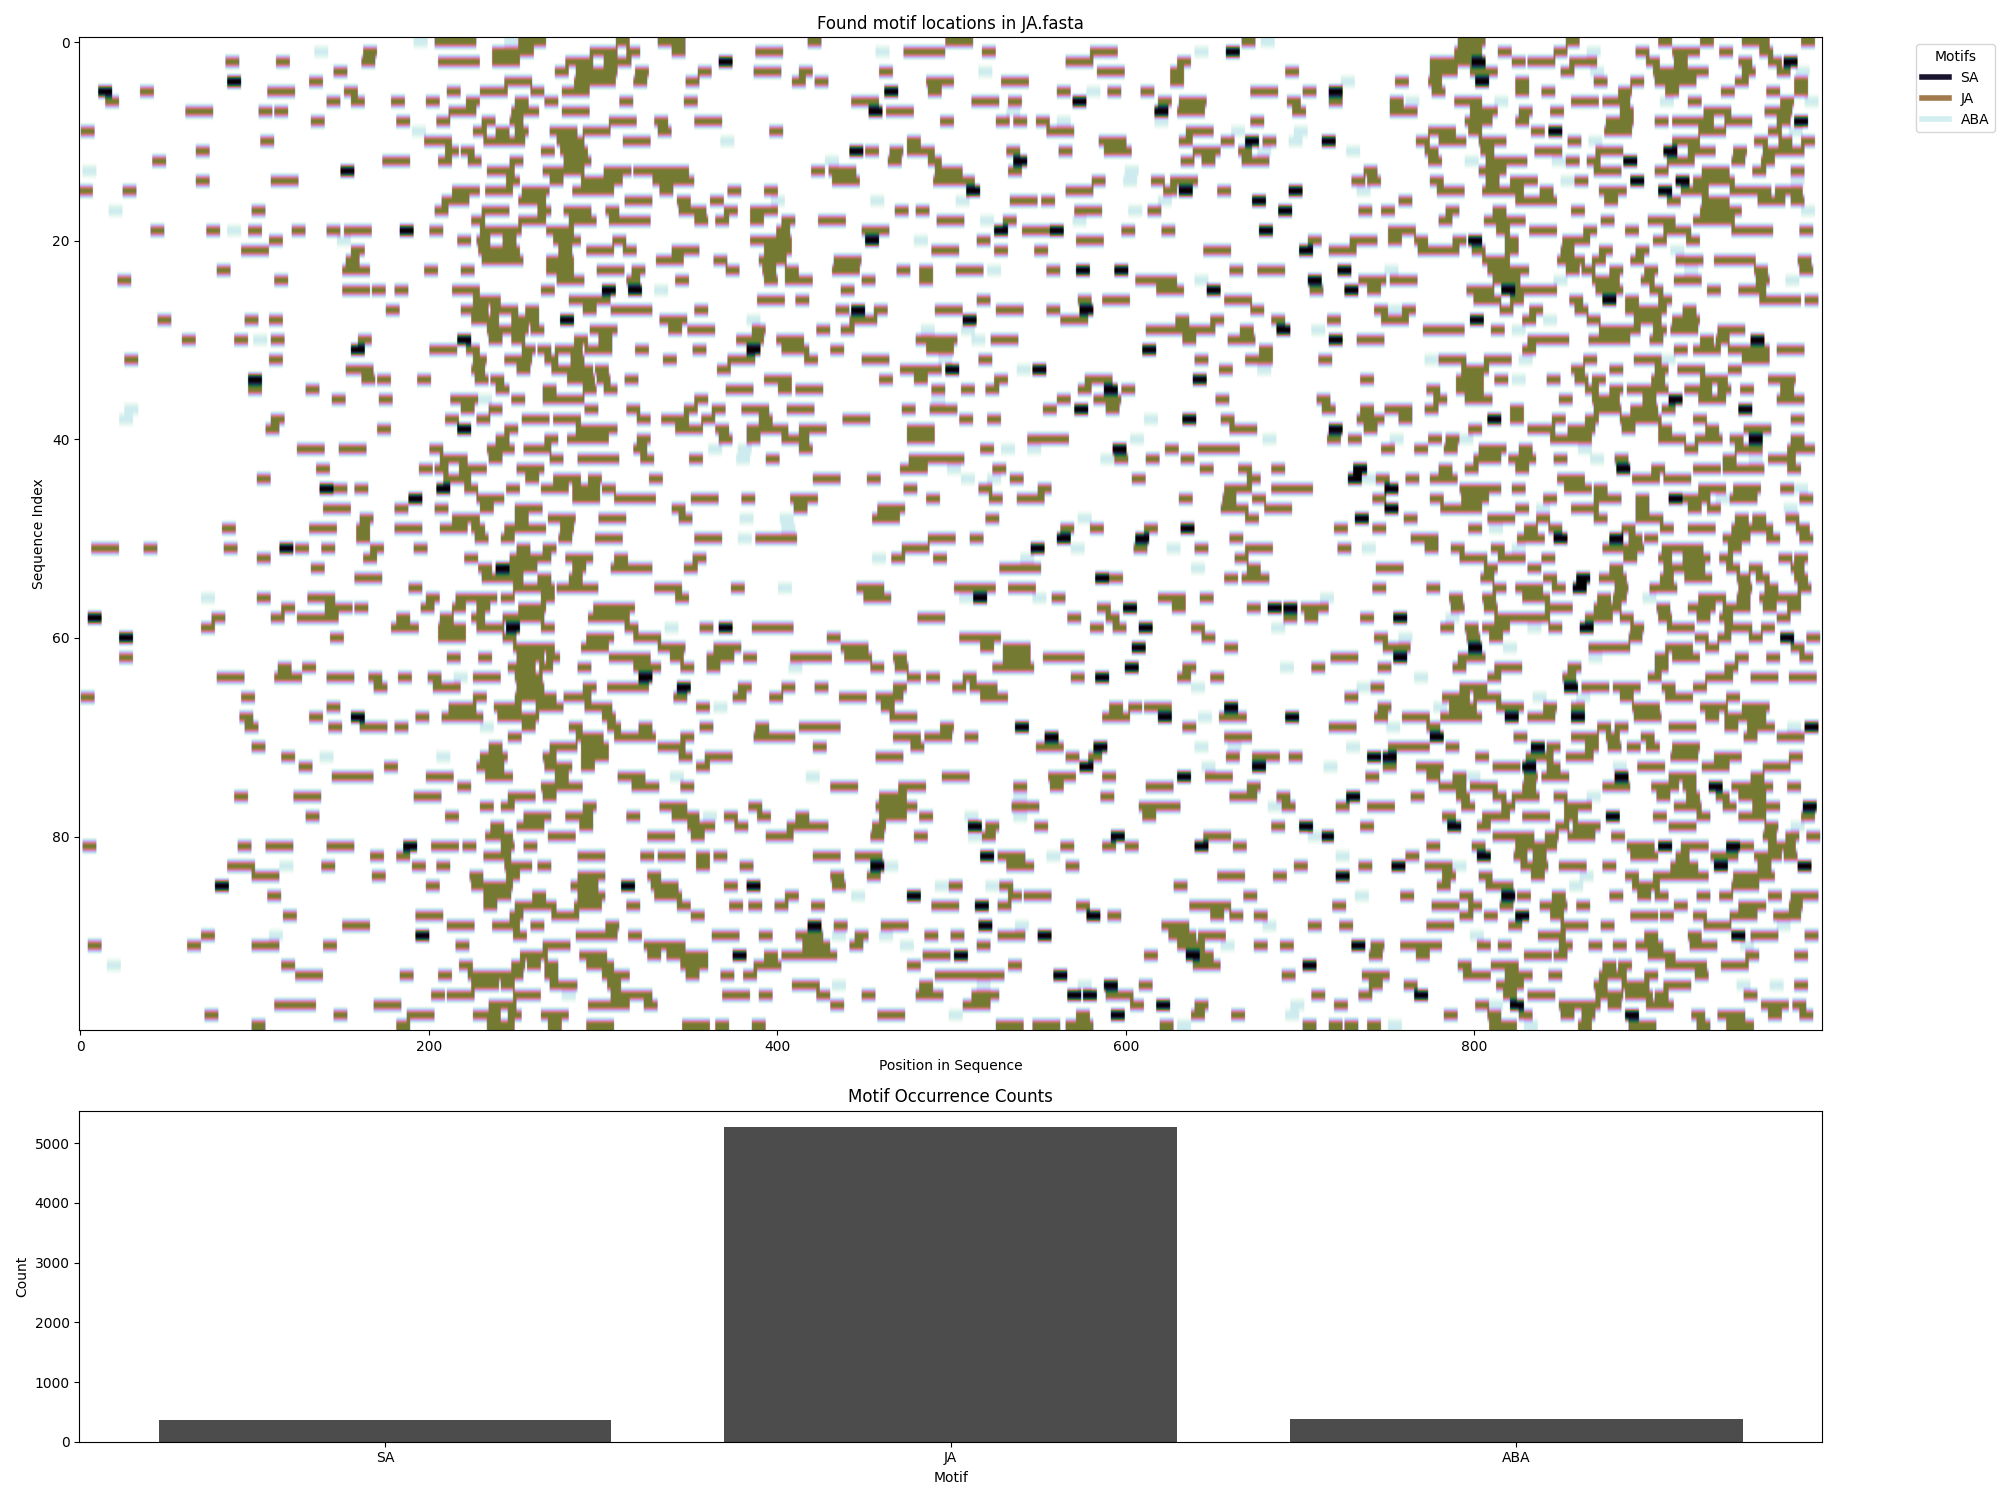 Found motif locations in JA.fasta
Motifs
SA
JA
ABA
0
20
40
60
80
Sequence Index
0 200 400 600 800
Position in Sequence
Motif Occurrence Counts
5000
4000
3000
2000
1000
0
Count
SA JA ABA
Motif